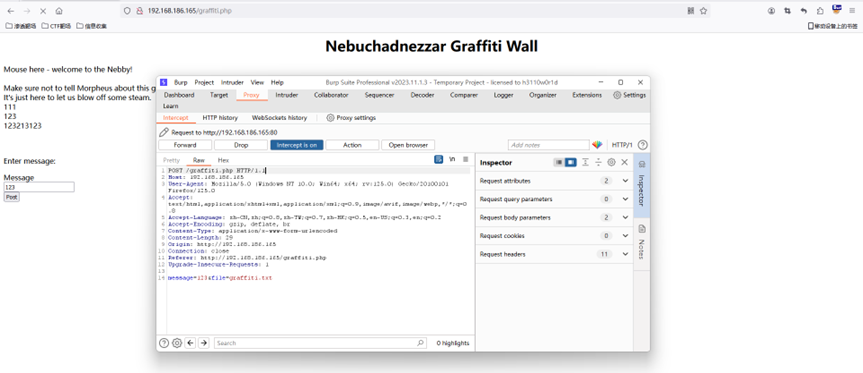 192.168.186.165/graffiti.php
渗透靶场 CTF靶场 信息收集 移动设备上的书签
Nebuchadnezzar Graffiti Wall
Mouse here - welcome to the Nebby!
Make sure not to tell Morpheus about this g
It's just here to let us blow off some steam.
111
123
123213123
Enter message:
Message
123
Post
Burp Project Intruder View Help Burp Suite Professional v2023.11.1.3 - Temporary Project - licensed to h3110w0r1d
Dashboard Target Proxy Intruder Collaborator Sequencer Decoder Comparer Logger Organizer Extensions Settings
Learn
Intercept HTTP history WebSockets history Proxy settings
Request to http://192.168.186.165:80
Forward Drop Intercept is on Action Open browser Add notes HTTP/1
Pretty Raw Hex
Inspector
1 POST /graffiti.php HTTP/1.1
2 Host: 192.168.186.165
3 User-Agent: Mozilla/5.0 (Windows NT 10.0; Win64; x64; rv:125.0) Gecko/20100101
Firefox/125.0
4 Accept:
text/html,application/xhtml+xml,application/xml;q=0.9,image/avif,image/webp,*/*;q=0
.8
5 Accept-Language: zh-CN,zh;q=0.8,zh-TW;q=0.7,zh-HK;q=0.5,en-US;q=0.3,en;q=0.2
6 Accept-Encoding: gzip, deflate, br
7 Content-Type: application/x-www-form-urlencoded
8 Content-Length: 29
9 Origin: http://192.168.186.165
10 Connection: close
11 Referer: http://192.168.186.165/graffiti.php
12 Upgrade-Insecure-Requests: 1
13
14 message=123&file=graffiti.txt
Request attributes 2
Request query parameters 0
Request body parameters 2
Request cookies 0
Request headers 11
Inspector
Notes
Search 0 highlights